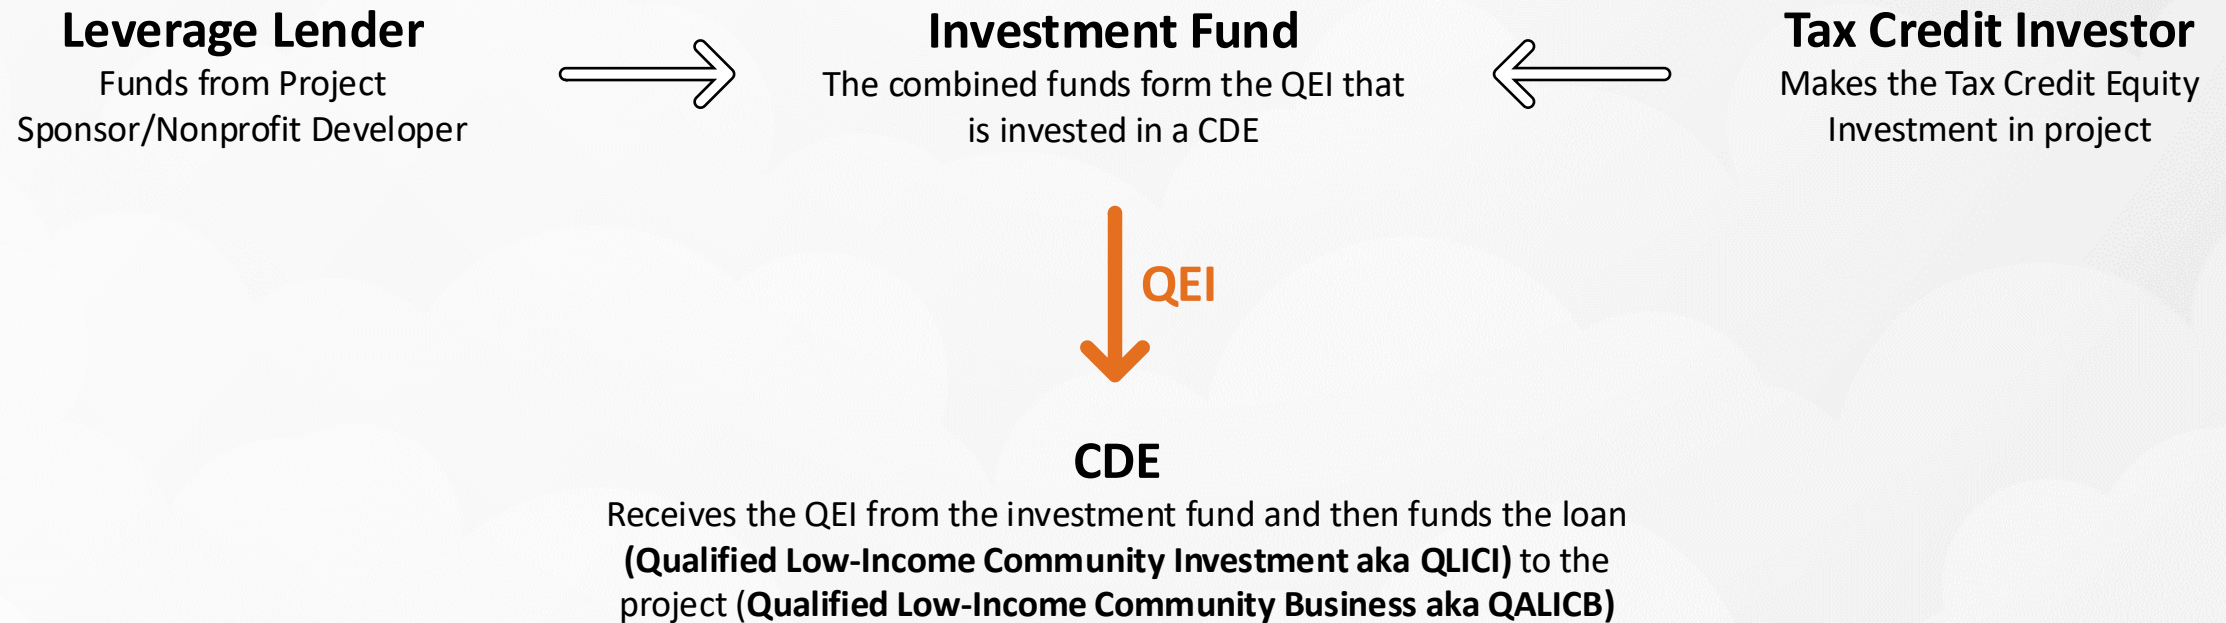 Leverage Lender
Funds from Project
Sponsor/Nonprofit Developer
Investment Fund
The combined funds form the QEI that
is invested in a CDE
Tax Credit Investor
Makes the Tax Credit Equity
Investment in project
QEI
CDE
Receives the QEI from the investment fund and then funds the loan
(Qualified Low-Income Community Investment aka QLICI) to the
project (Qualified Low-Income Community Business aka QALICB)